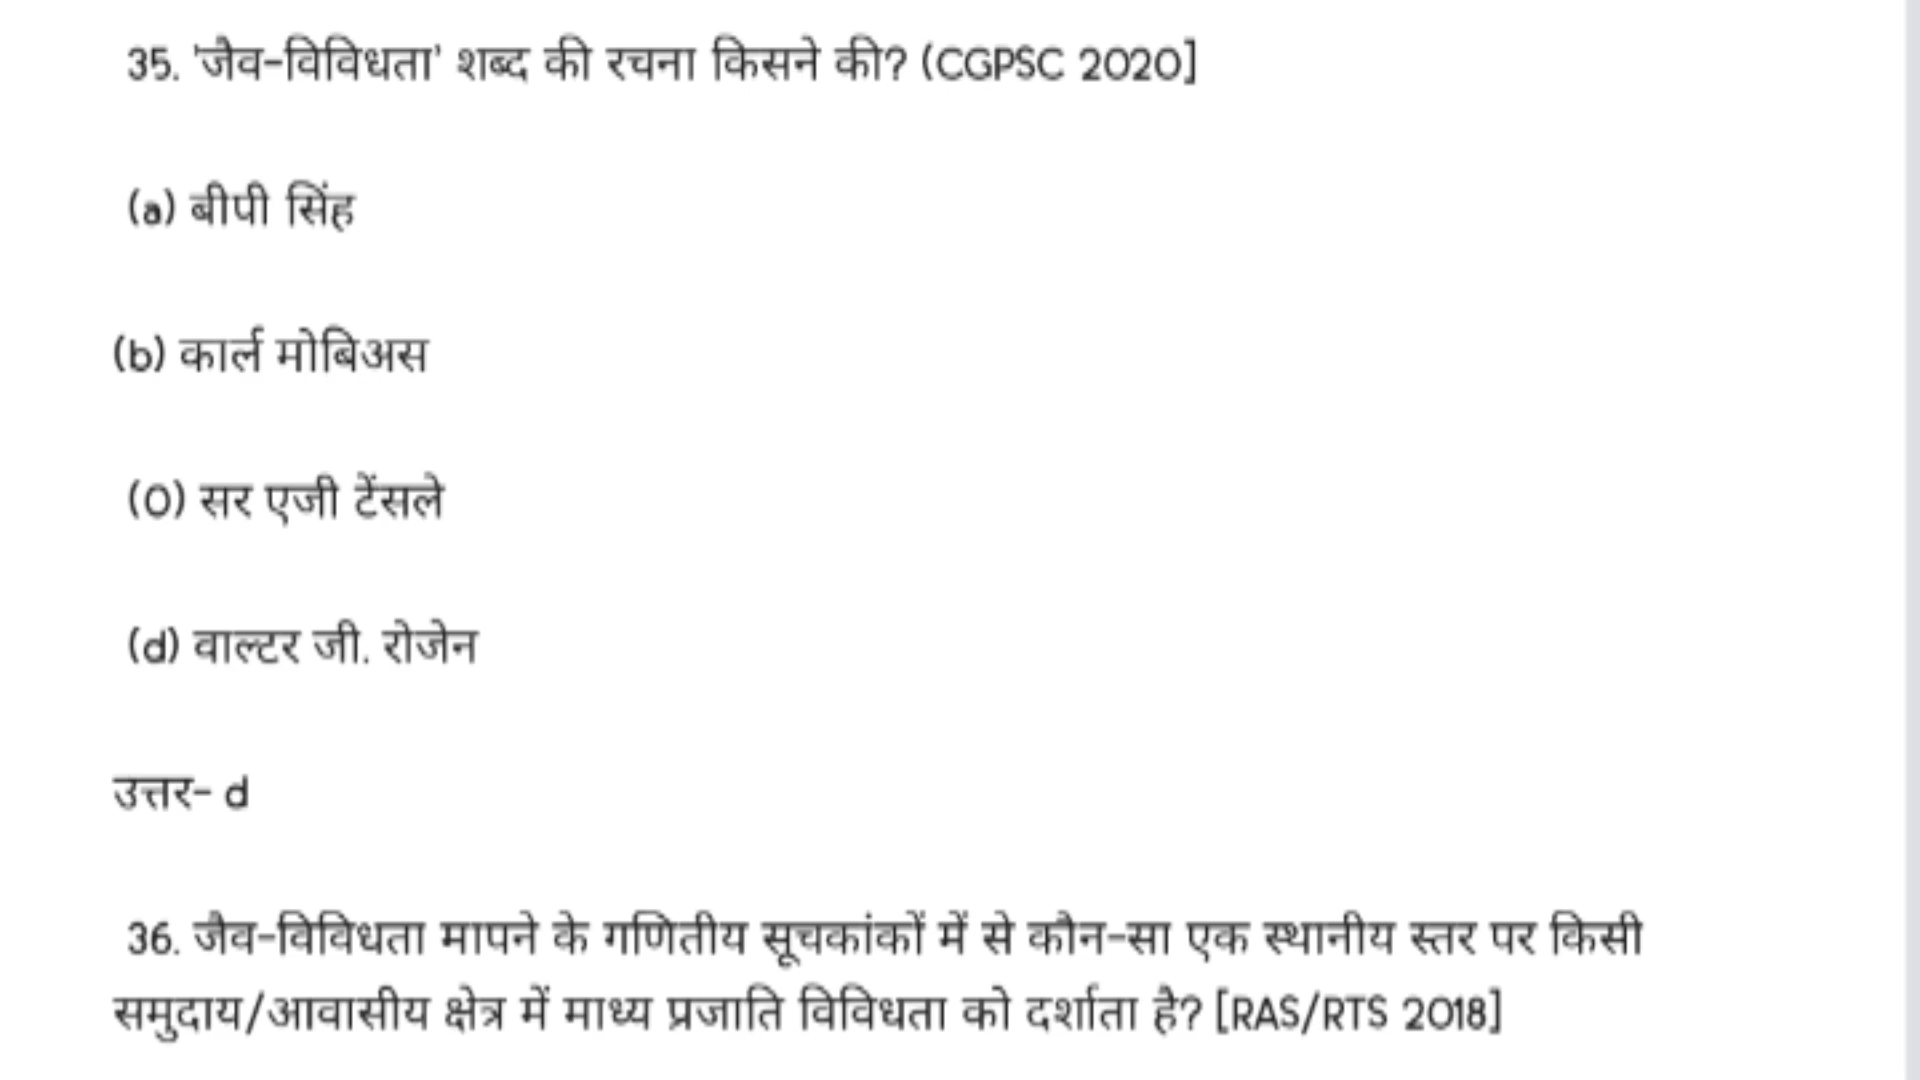 35. 'जैव-विविधता' शब्द की रचना किसने की? (CGPSC 2020]
(a) बीपी सिंह
(b) कार्ल मोबिअस
(0) सर एजी टेंसले
(d) वाल्टर जी. रोजेन
उत्तर- d
36. जैव-विविधता मापने के गणितीय सूचकांकों में से कौन-सा एक स्थानीय स्तर पर किसी
समुदाय/आवासीय क्षेत्र में माध्य प्रजाति विविधता को दर्शाता है? [RAS/RTS 2018]